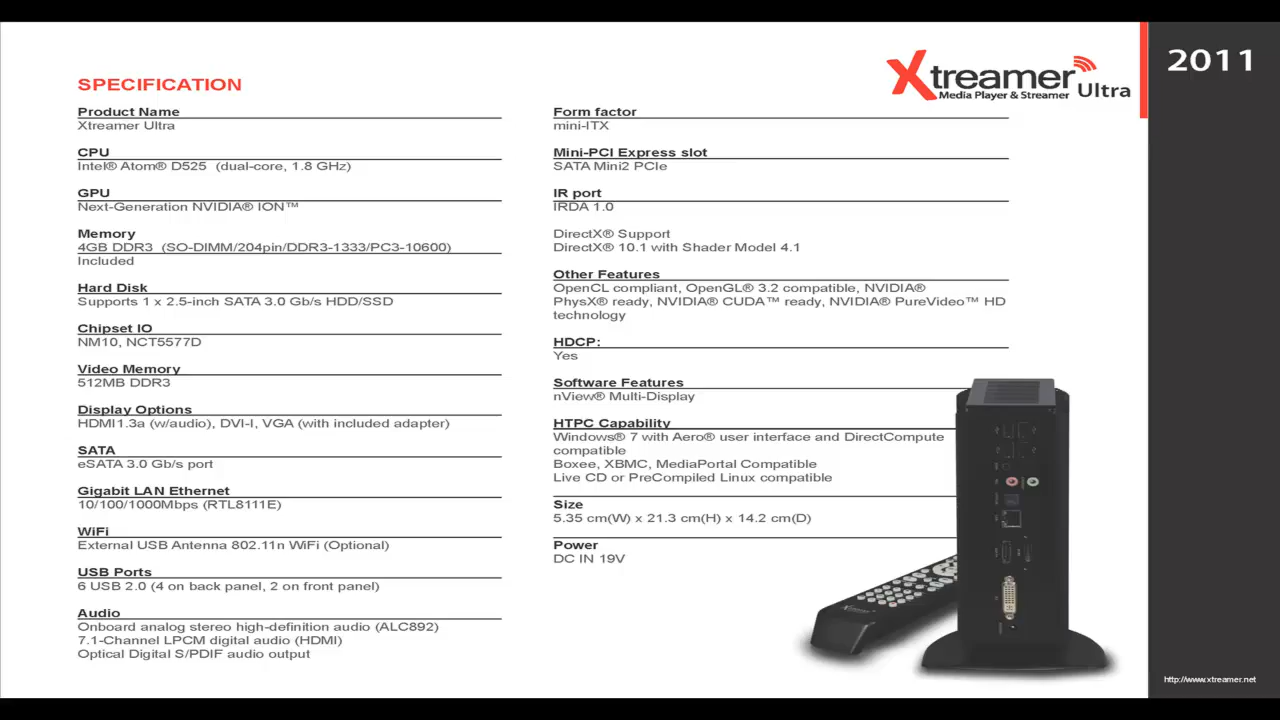 2011
Xtreamer
Media Player & Streamer Ultra
SPECIFICATION
Product Name
Xtreamer Ultra
CPU
Intel® Atom® D525 (dual-core, 1.8 GHz)
GPU
Next-Generation NVIDIA® ION™
Memory
4GB DDR3 (SO-DIMM/204pin/DDR3-1333/PC3-10600)
Included
Hard Disk
Supports 1 x 2.5-inch SATA 3.0 Gb/s HDD/SSD
Chipset IO
NM10, NCT5577D
Video Memory
512MB DDR3
Display Options
HDMI1.3a (w/audio), DVI-I, VGA (with included adapter)
SATA
eSATA 3.0 Gb/s port
Gigabit LAN Ethernet
10/100/1000Mbps (RTL8111E)
WiFi
External USB Antenna 802.11n WiFi (Optional)
USB Ports
6 USB 2.0 (4 on back panel, 2 on front panel)
Audio
Onboard analog stereo high-definition audio (ALC892)
7.1-Channel LPCM digital audio (HDMI)
Optical Digital S/PDIF audio output
Form factor
mini-ITX
Mini-PCI Express slot
SATA Mini2 PCIe
IR port
IRDA 1.0
DirectX® Support
DirectX® 10.1 with Shader Model 4.1
Other Features
OpenCL compliant, OpenGL® 3.2 compatible, NVIDIA®
PhysX® ready, NVIDIA® CUDA™ ready, NVIDIA® PureVideo™ HD
technology
HDCP:
Yes
Software Features
nView® Multi-Display
HTPC Capability
Windows® 7 with Aero® user interface and DirectCompute
compatible
Boxee, XBMC, MediaPortal Compatible
Live CD or PreCompiled Linux compatible
Size
5.35 cm(W) x 21.3 cm(H) x 14.2 cm(D)
Power
DC IN 19V
Xtreamer
http://www.xtreamer.net